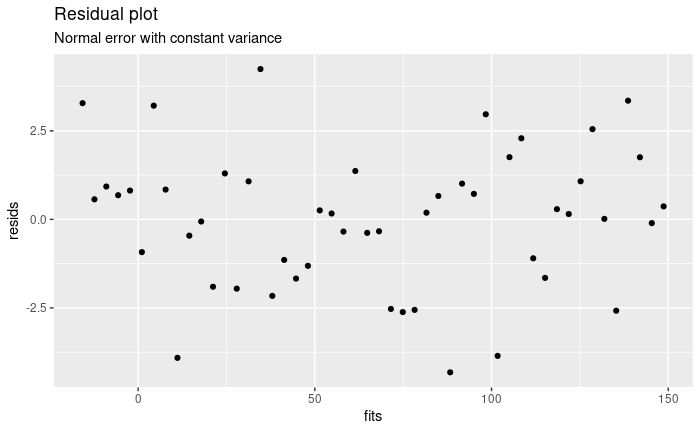 Residual plot
Normal error with constant variance
2.5
0.0
-2.5
resids
0 50 100 150
fits